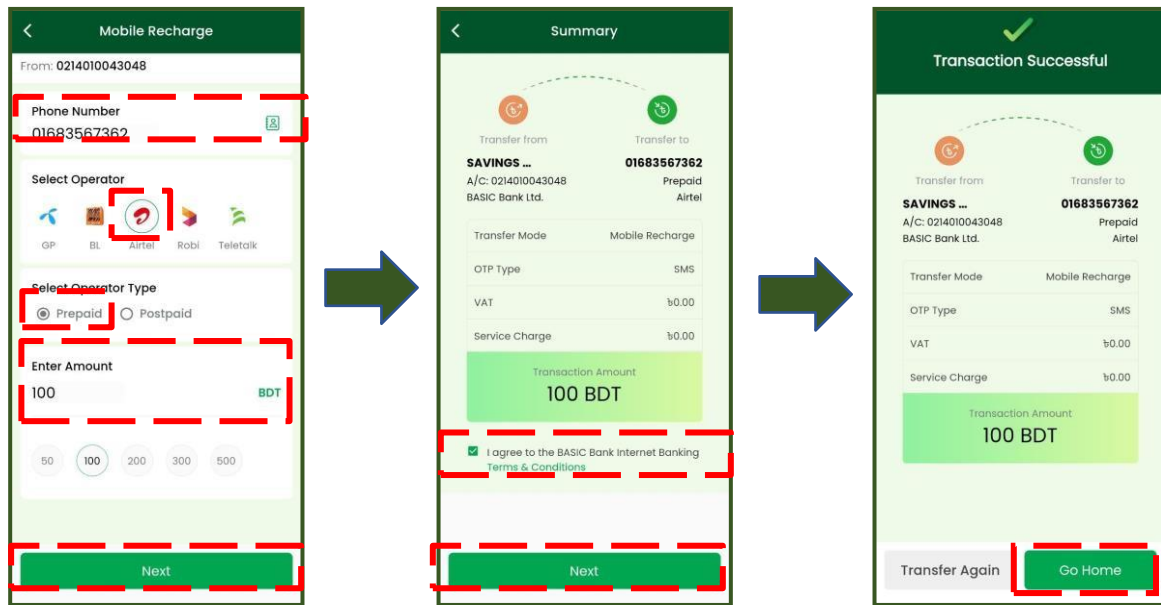 Mobile Recharge
From: 0214010043048
Phone Number
01683567362
Select Operator
GP BL Airtel Robi Teletalk
Select Operator Type
Prepaid Postpaid
Enter Amount
100 BDT
50 100 200 300 500
Next
Summary
Transfer from Transfer to
SAVINGS ... 01683567362
A/C: 0214010043048 Prepaid
BASIC Bank Ltd. Airtel
Transfer Mode Mobile Recharge
OTP Type SMS
VAT ৳0.00
Service Charge ৳0.00
Transaction Amount
100 BDT
I agree to the BASIC Bank Internet Banking
Terms & Conditions
Next
Transaction Successful
Transfer from Transfer to
SAVINGS ... 01683567362
A/C: 0214010043048 Prepaid
BASIC Bank Ltd. Airtel
Transfer Mode Mobile Recharge
OTP Type SMS
VAT ৳0.00
Service Charge ৳0.00
Transaction Amount
100 BDT
Transfer Again Go Home